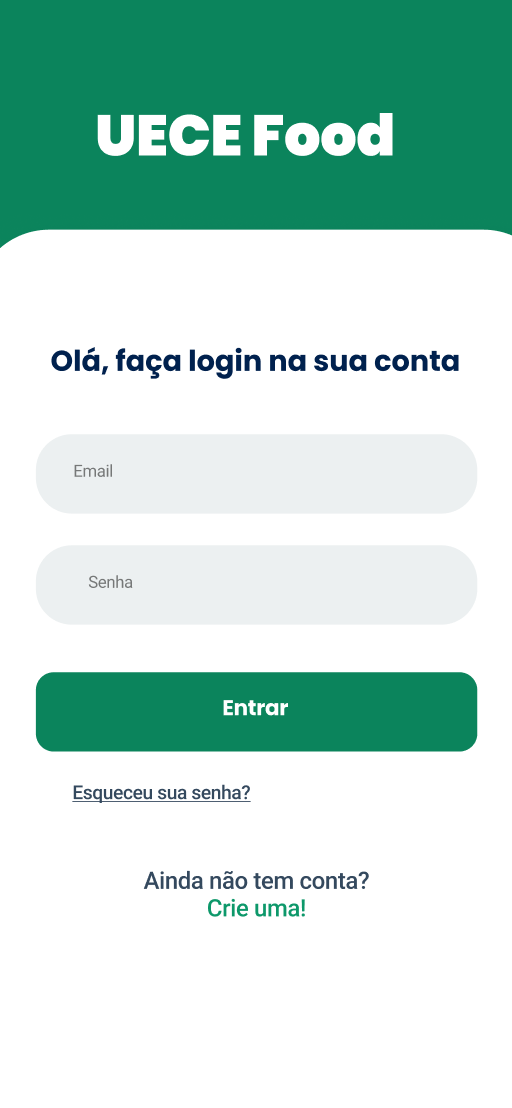 UECE Food
Olá, faça login na sua conta
Email
Senha
Entrar
Esqueceu sua senha?
Ainda não tem conta?
Crie uma!